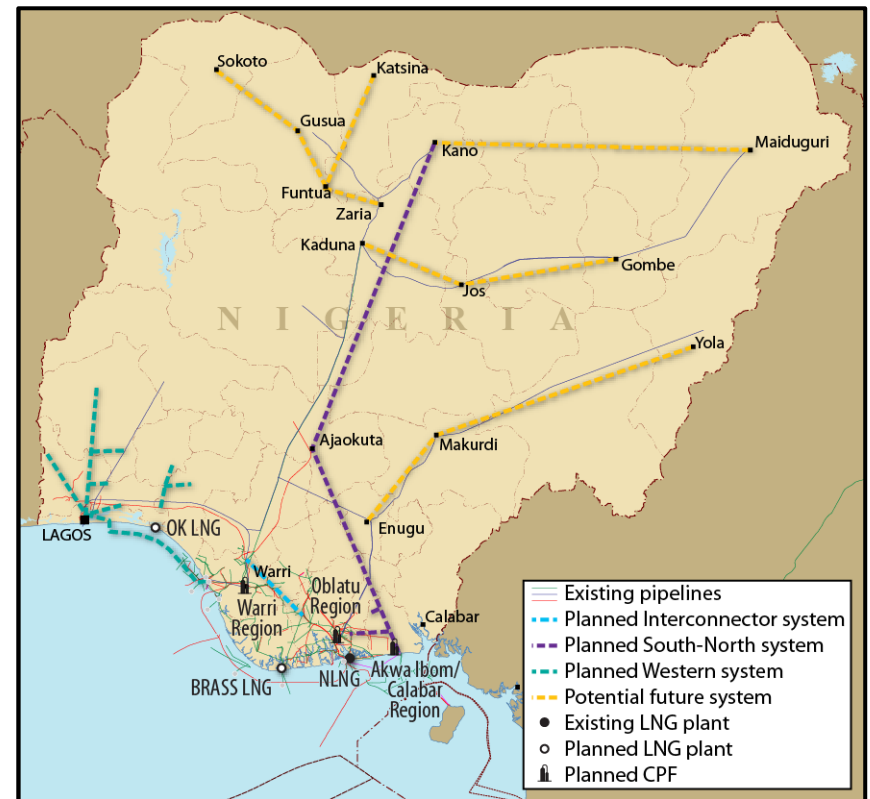 Sokoto
Katsina
Gusua
Kano
Maiduguri
Funtua
Zaria
Kaduna
Gombe
Jos
NIGERIA
Yola
Ajaokuta
Makurdi
Enugu
LAGOS
OK LNG
Warri
Oblatu
Region
Warri
Region
Calabar
BRASS LNG
NLNG
Akwa Ibom/
Calabar
Region
Existing pipelines
Planned Interconnector system
Planned South-North system
Planned Western system
Potential future system
Existing LNG plant
Planned LNG plant
Planned CPF